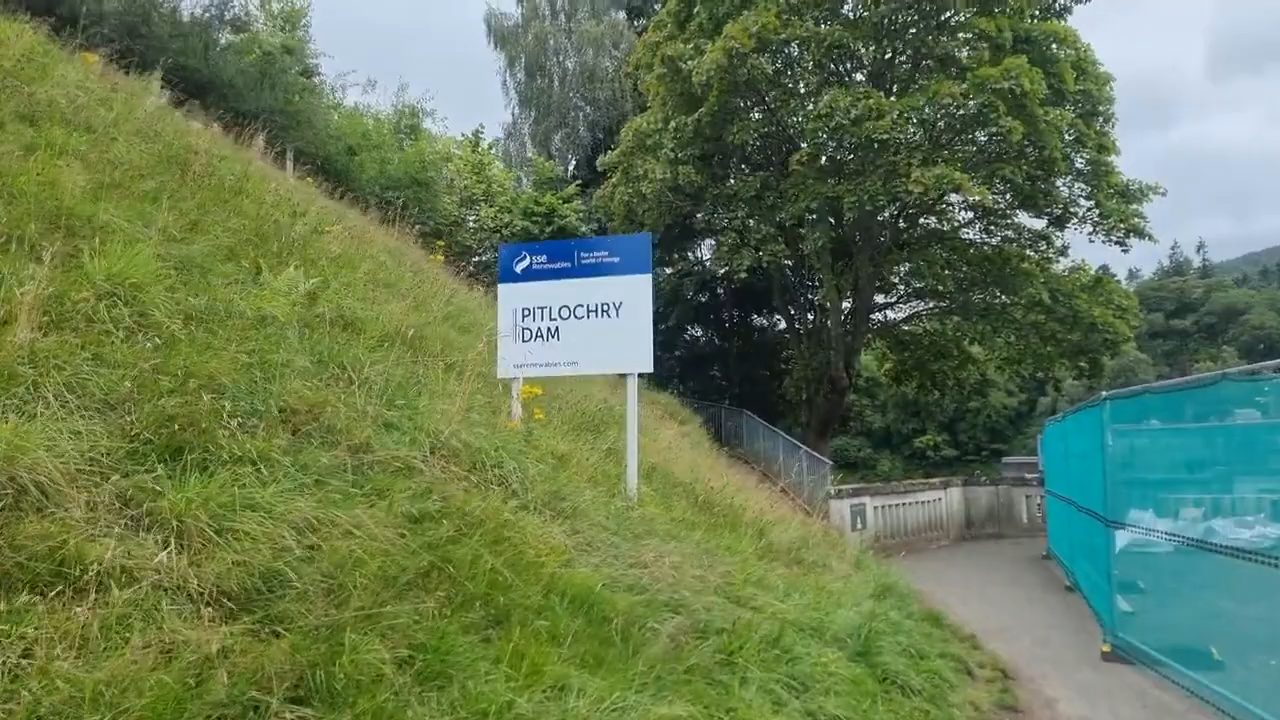 sse
Renewables
For a better
world of energy
PITLOCHRY
DAM
sserenewables.com